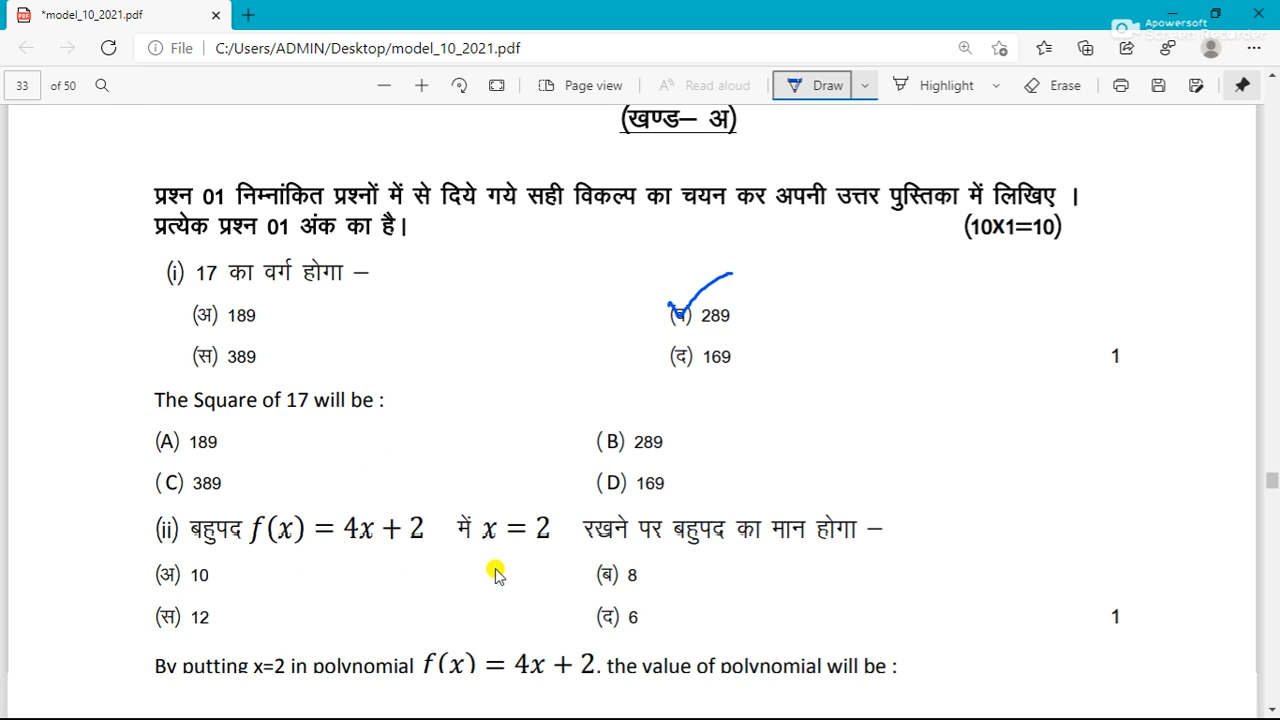 *model_10_2021.pdf
Apowersoft
Screen Recorder
File C:/Users/ADMIN/Desktop/model_10_2021.pdf
33 of 50 Page view Read aloud Draw Highlight Erase
(खण्ड– अ)
प्रश्न 01 निम्नांकित प्रश्नों में से दिये गये सही विकल्प का चयन कर अपनी उत्तर पुस्तिका में लिखिए ।
प्रत्येक प्रश्न 01 अंक का है। (10X1=10)
(i) 17 का वर्ग होगा –
(अ) 189 (ब) 289
(स) 389 (द) 169 1
The Square of 17 will be :
(A) 189 ( B) 289
( C) 389 ( D) 169
(ii) बहुपद f(x) = 4x + 2 में x = 2 रखने पर बहुपद का मान होगा –
(अ) 10 (ब) 8
(स) 12 (द) 6 1
By putting x=2 in polynomial f(x) = 4x + 2, the value of polynomial will be :